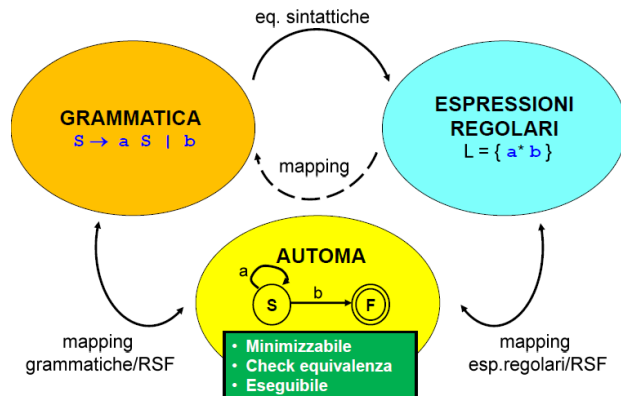 eq. sintattiche
GRAMMATICA
S → a S | b
ESPRESSIONI
REGOLARI
L = { a* b }
mapping
AUTOMA
a
S
b
F
mapping
grammatiche/RSF
• Minimizzabile
• Check equivalenza
• Eseguibile
mapping
esp.regolari/RSF